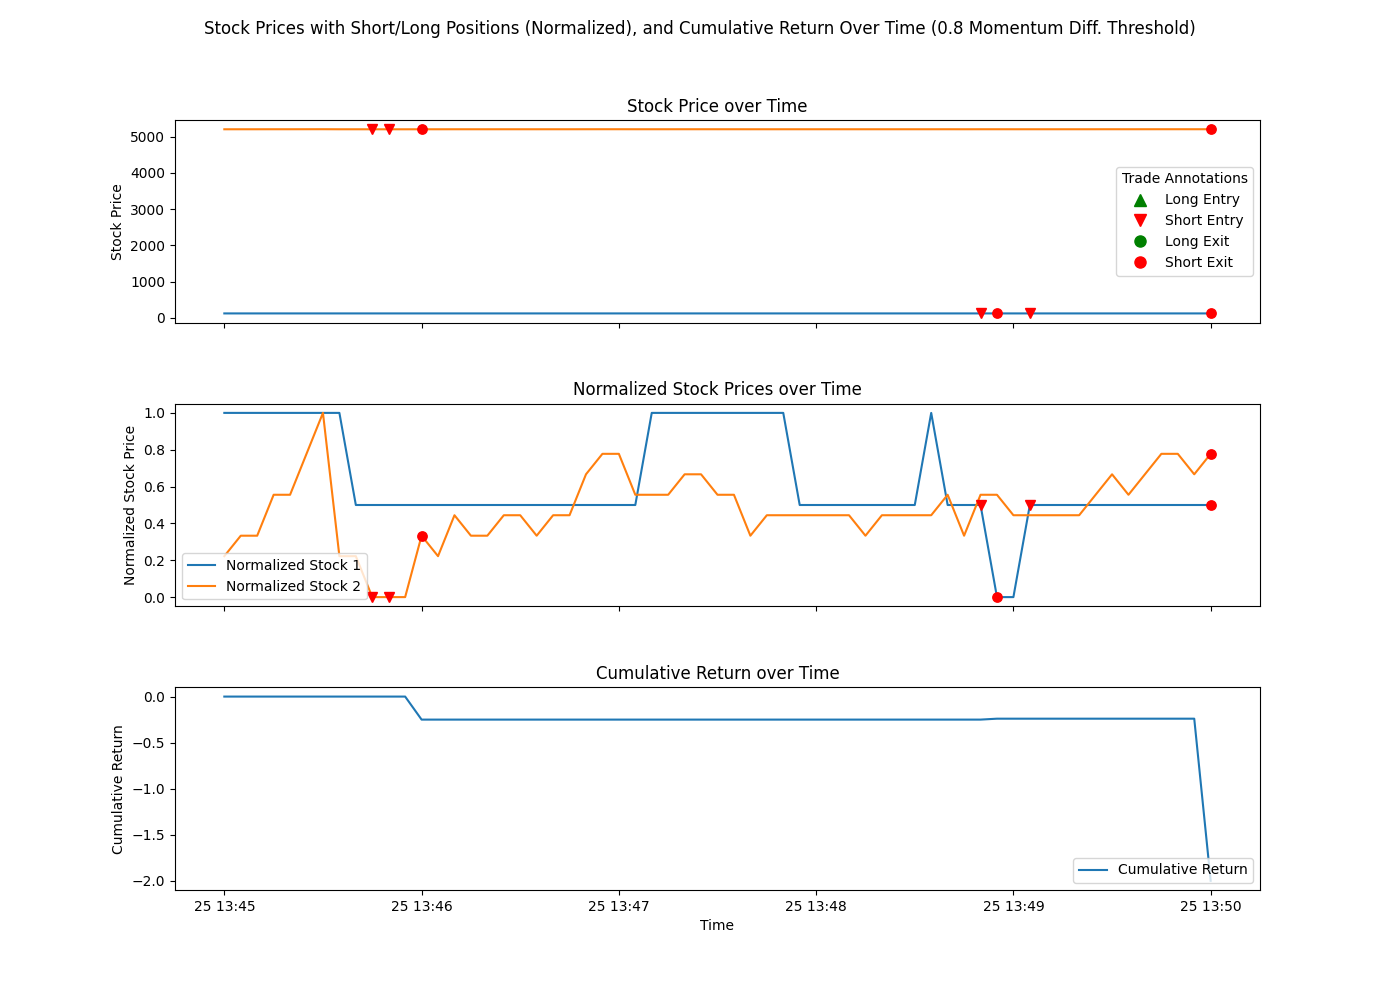 Stock Prices with Short/Long Positions (Normalized), and Cumulative Return Over Time (0.8 Momentum Diff. Threshold)
Stock Price over Time
Stock Price
5000
4000
3000
2000
1000
0
Trade Annotations
Long Entry
Short Entry
Long Exit
Short Exit
Normalized Stock Prices over Time
Normalized Stock Price
1.0
0.8
0.6
0.4
0.2
0.0
Normalized Stock 1
Normalized Stock 2
Cumulative Return over Time
Cumulative Return
0.0
−0.5
−1.0
−1.5
−2.0
Cumulative Return
25 13:45 25 13:46 25 13:47 25 13:48 25 13:49 25 13:50
Time